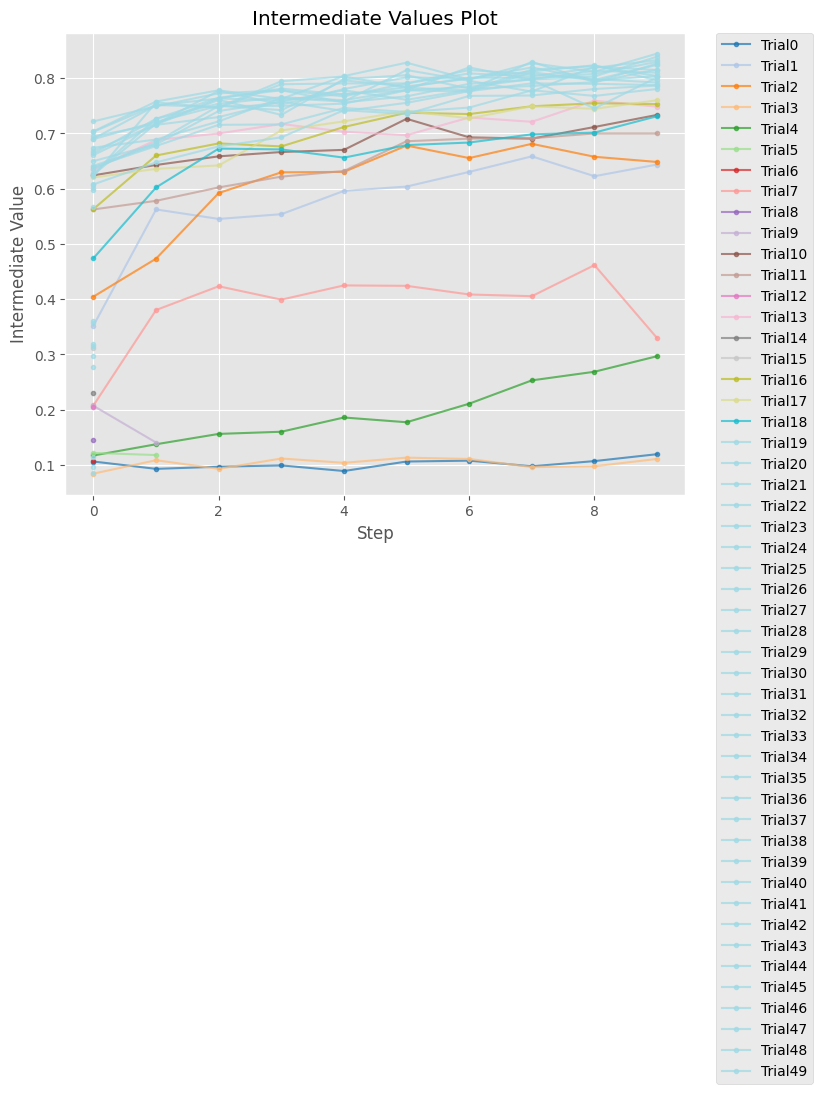 Intermediate Values Plot
Intermediate Value
0.8
0.7
0.6
0.5
0.4
0.3
0.2
0.1
0
2
4
6
8
Step
Trial0
Trial1
Trial2
Trial3
Trial4
Trial5
Trial6
Trial7
Trial8
Trial9
Trial10
Trial11
Trial12
Trial13
Trial14
Trial15
Trial16
Trial17
Trial18
Trial19
Trial20
Trial21
Trial22
Trial23
Trial24
Trial25
Trial26
Trial27
Trial28
Trial29
Trial30
Trial31
Trial32
Trial33
Trial34
Trial35
Trial36
Trial37
Trial38
Trial39
Trial40
Trial41
Trial42
Trial43
Trial44
Trial45
Trial46
Trial47
Trial48
Trial49